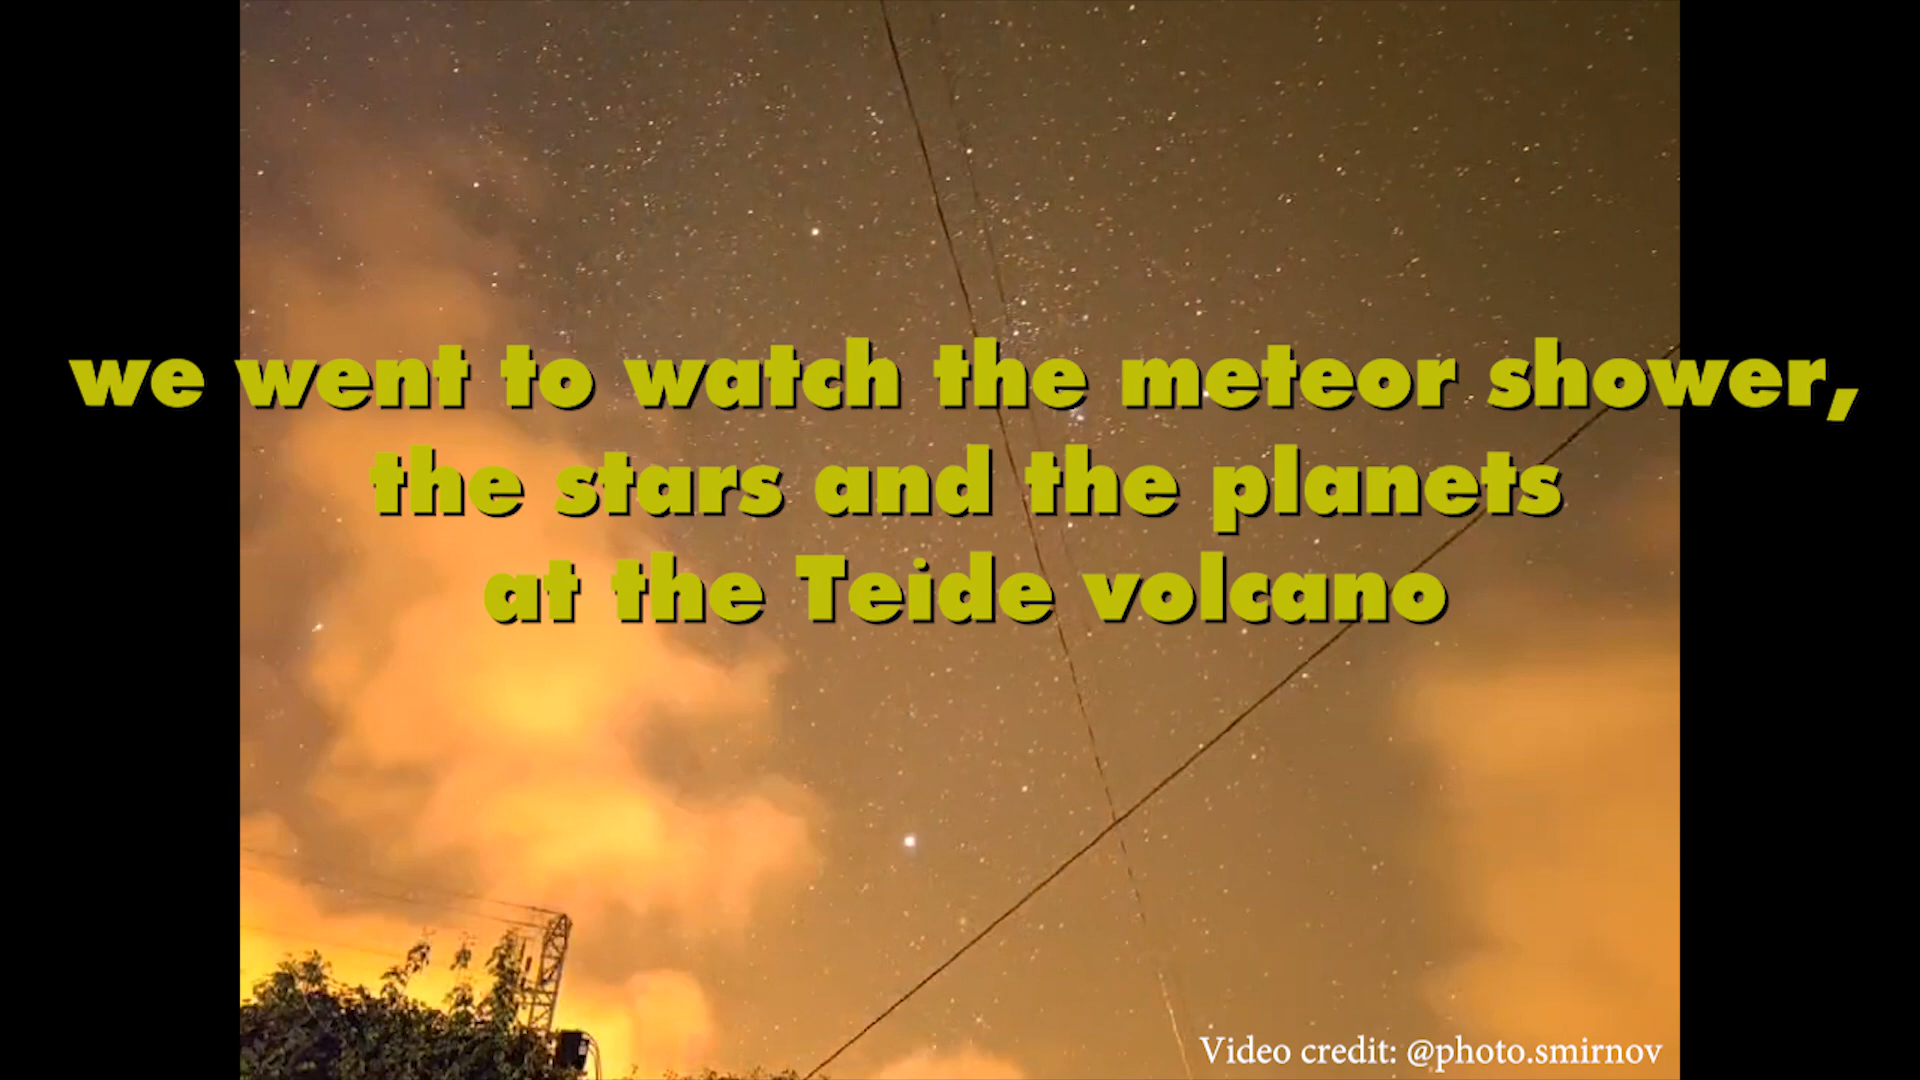 we went to watch the meteor shower,
the stars and the planets
at the Teide volcano
Video credit: @photo.smirnov